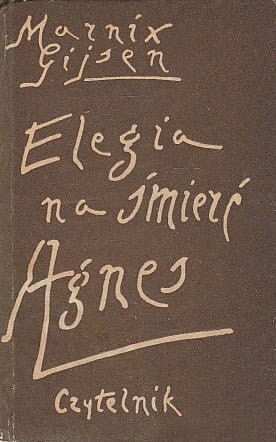 Marnix
Gijsen
Elegia
na śmierć
Agnes
Czytelnik